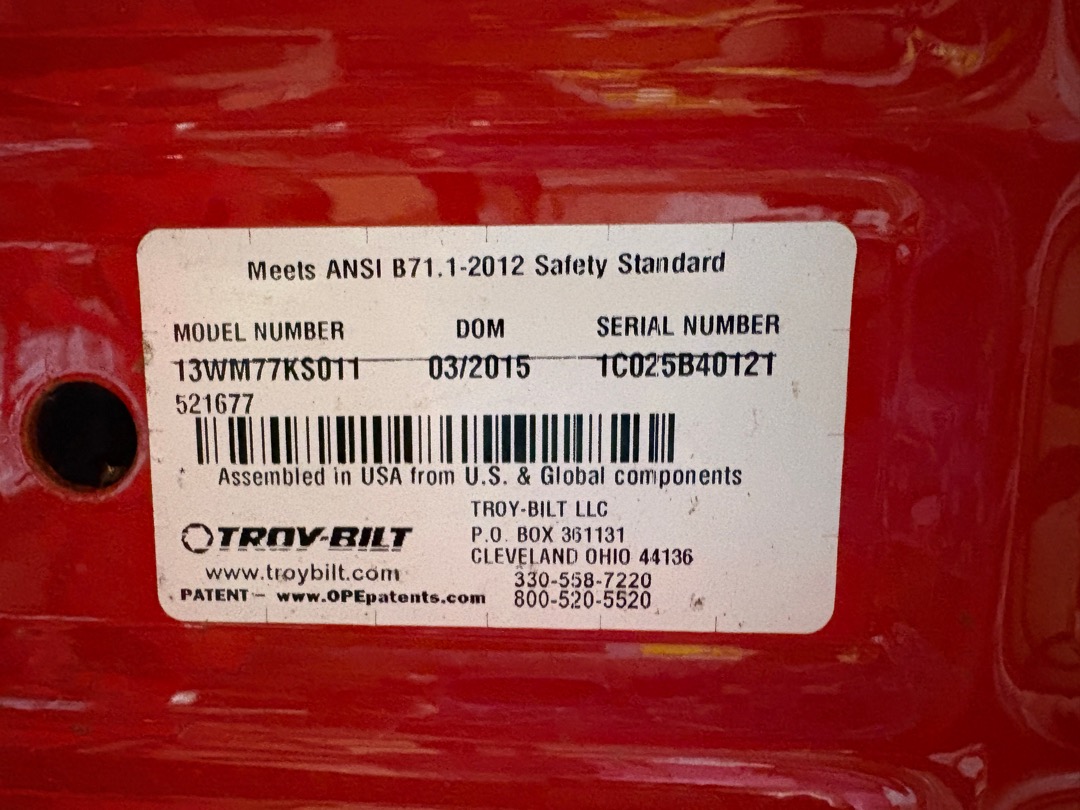 Meets ANSI B71.1-2012 Safety Standard
MODEL NUMBER DOM SERIAL NUMBER
13WM77KS011 03/2015 1C025B40121
521677
Assembled in USA from U.S. & Global components
TROY-BILT LLC
P.O. BOX 361131
CLEVELAND OHIO 44136
330-558-7220
800-520-5520
TROY-BILT
www.troybilt.com
PATENT - www.OPEpatents.com